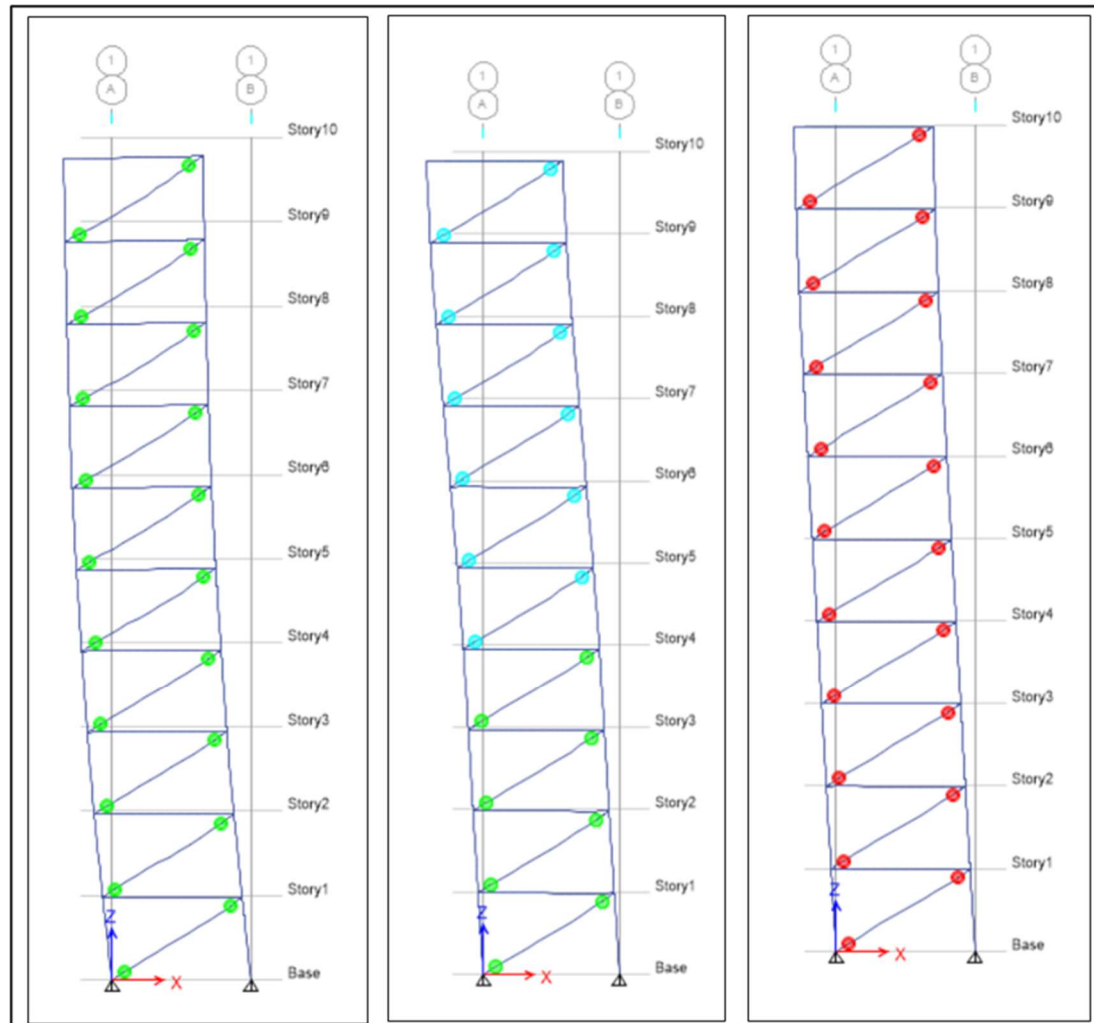 1 1
A B
Story10
Story9
Story8
Story7
Story6
Story5
Story4
Story3
Story2
Story1
Z
X
Base
1 1
A B
Story10
Story9
Story8
Story7
Story6
Story5
Story4
Story3
Story2
Story1
Z
X
Base
1 1
A B
Story10
Story9
Story8
Story7
Story6
Story5
Story4
Story3
Story2
Story1
Z
X
Base